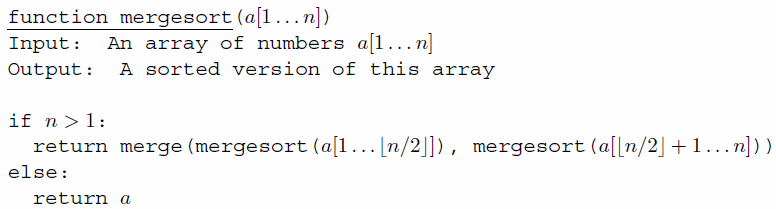 function mergesort(a[1...n])
Input: An array of numbers a[1...n]
Output: A sorted version of this array
if n > 1:
return merge(mergesort(a[1...⌊n/2⌋]), mergesort(a[⌊n/2⌋ + 1...n]))
else:
return a